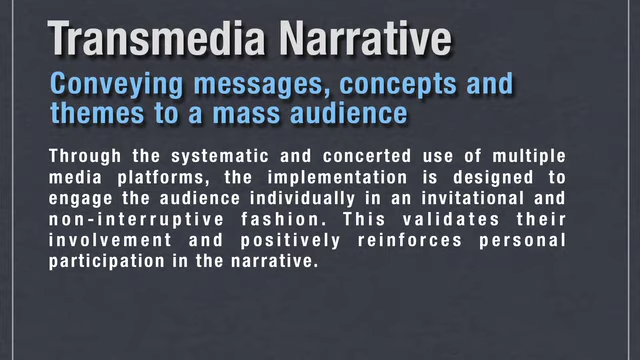 Transmedia Narrative
Conveying messages, concepts and
themes to a mass audience
Through the systematic and concerted use of multiple
media platforms, the implementation is designed to
engage the audience individually in an invitational and
non-interruptive fashion. This validates their
involvement and positively reinforces personal
participation in the narrative.